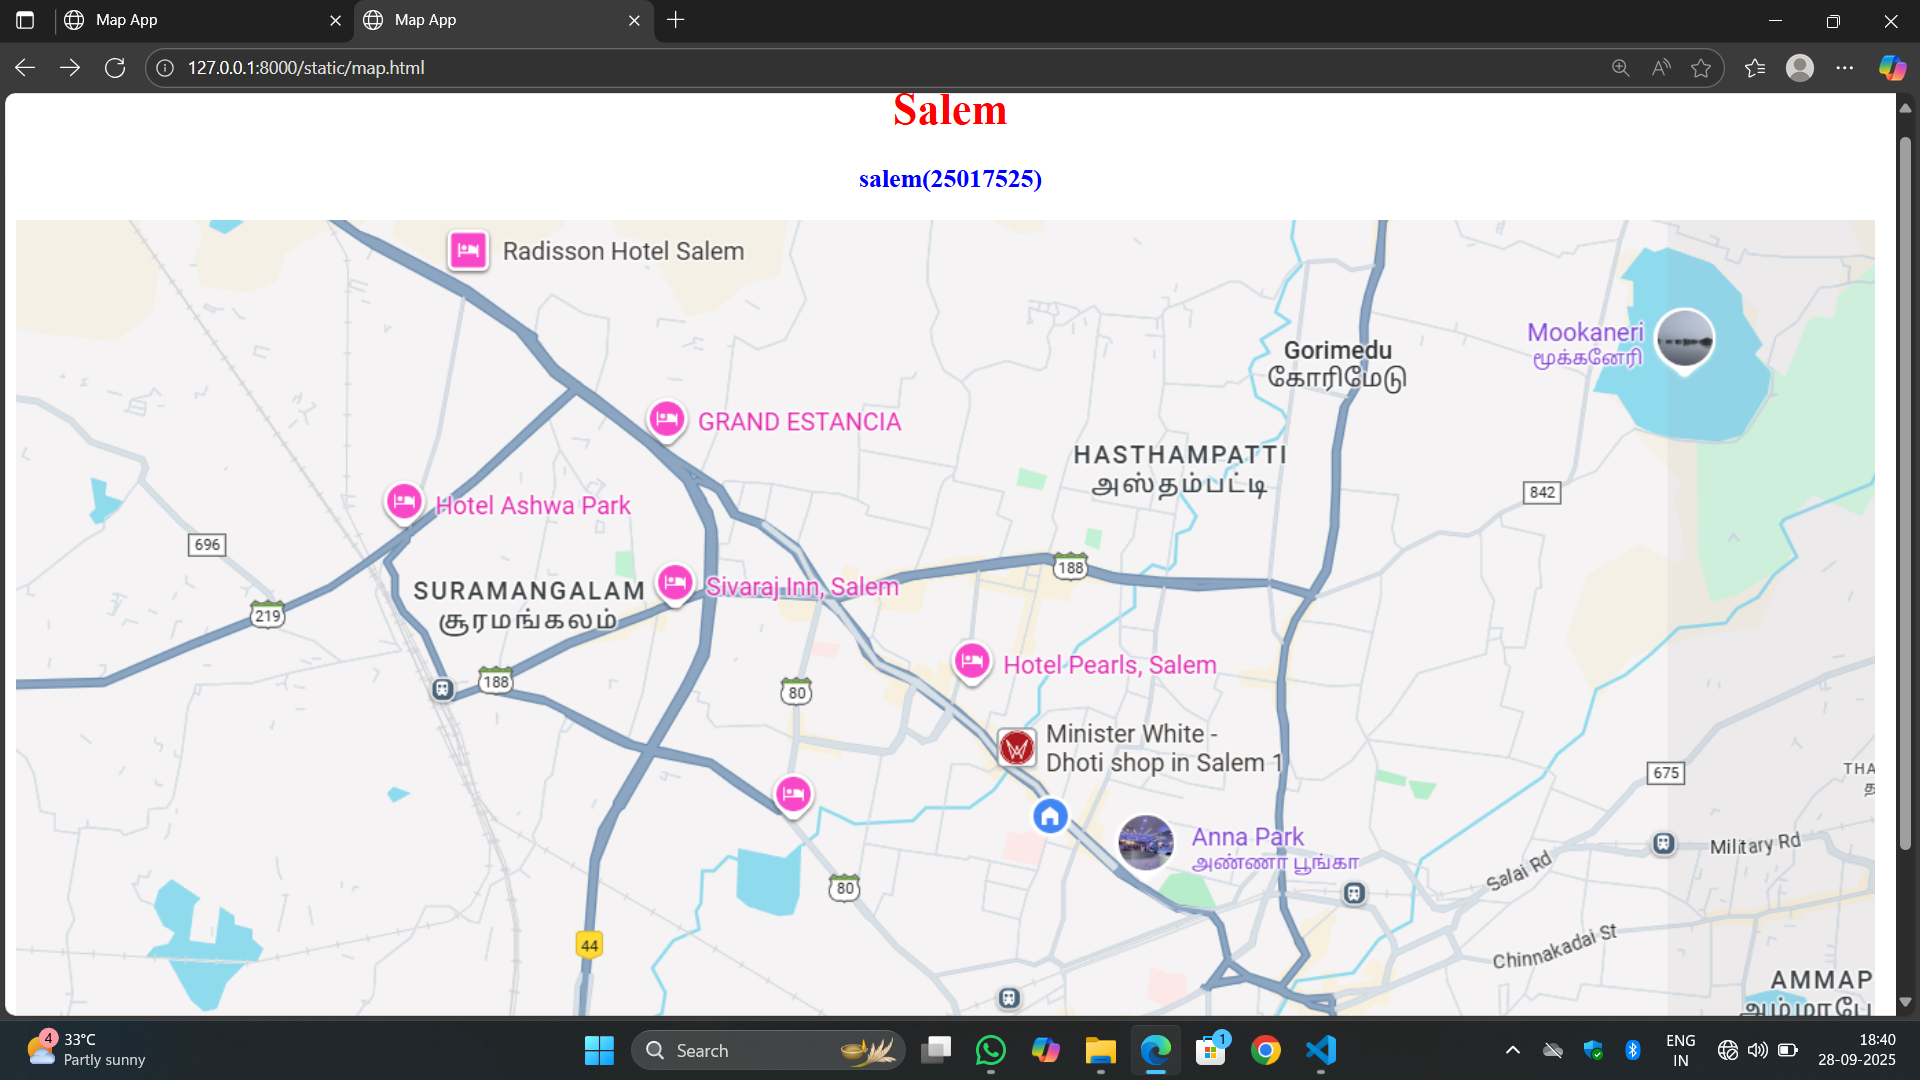 Map App
Map App
127.0.0.1:8000/static/map.html
Salem
salem(25017525)
Radisson Hotel Salem
Mookaneri
மூக்கனேரி
Gorimedu
கோரிமேடு
GRAND ESTANCIA
HASTHAMPATTI
அஸ்தம்பட்டி
842
Hotel Ashwa Park
696
188
SURAMANGALAM
சூரமங்கலம்
Sivaraj Inn, Salem
219
188
80
Hotel Pearls, Salem
Minister White -
Dhoti shop in Salem 1
675
THA
த
Anna Park
அண்ணா பூங்கா
Military Rd
Salai Rd
80
44
Chinnakadai St
AMMAP
அம்மாபே
4
33°C
Partly sunny
Search
1
ENG
IN
18:40
28-09-2025